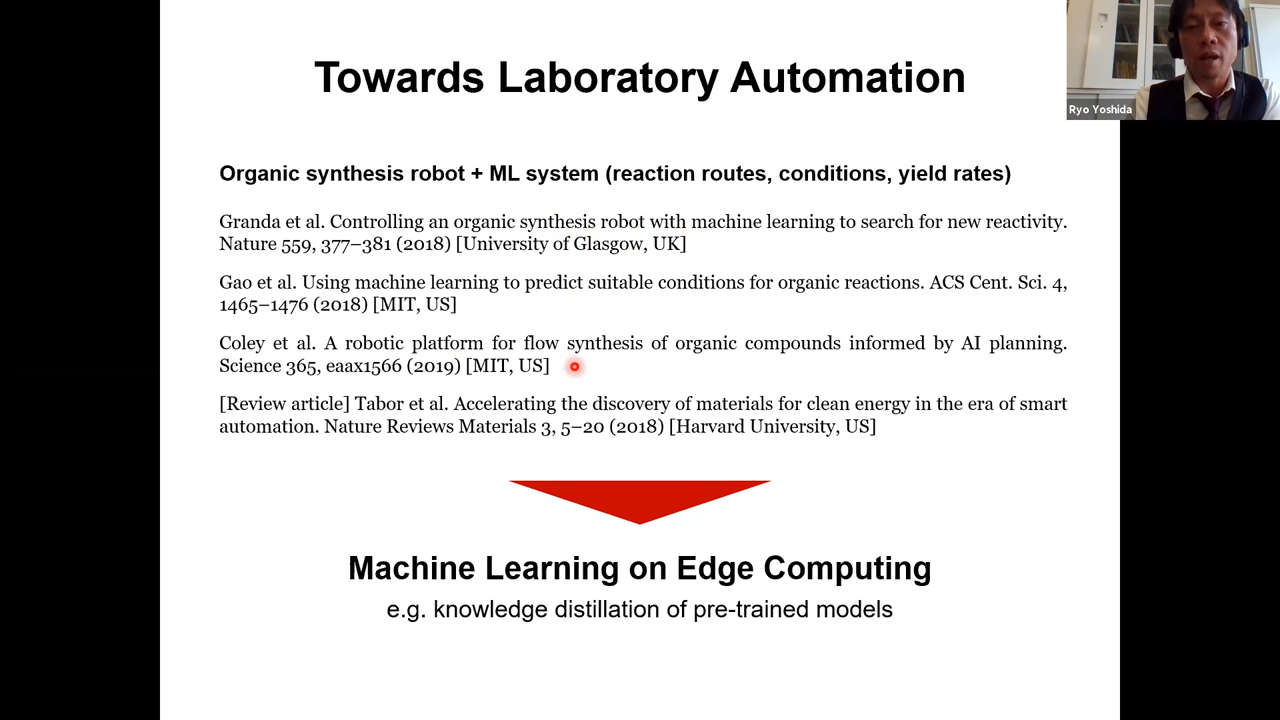 Towards Laboratory Automation
Ryo Yoshida
Organic synthesis robot + ML system (reaction routes, conditions, yield rates)
Granda et al. Controlling an organic synthesis robot with machine learning to search for new reactivity.
Nature 559, 377–381 (2018) [University of Glasgow, UK]
Gao et al. Using machine learning to predict suitable conditions for organic reactions. ACS Cent. Sci. 4,
1465–1476 (2018) [MIT, US]
Coley et al. A robotic platform for flow synthesis of organic compounds informed by AI planning.
Science 365, eaax1566 (2019) [MIT, US]
[Review article] Tabor et al. Accelerating the discovery of materials for clean energy in the era of smart
automation. Nature Reviews Materials 3, 5–20 (2018) [Harvard University, US]
Machine Learning on Edge Computing
e.g. knowledge distillation of pre-trained models